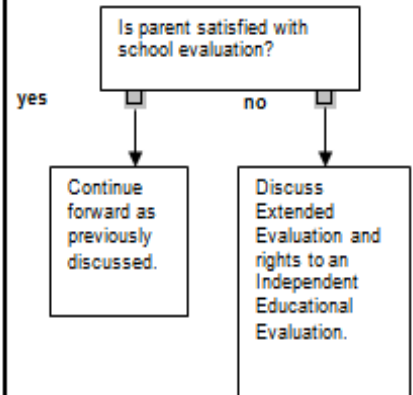 Is parent satisfied with
school evaluation?
yes
no
Continue
forward as
previously
discussed.
Discuss
Extended
Evaluation and
rights to an
Independent
Educational
Evaluation.